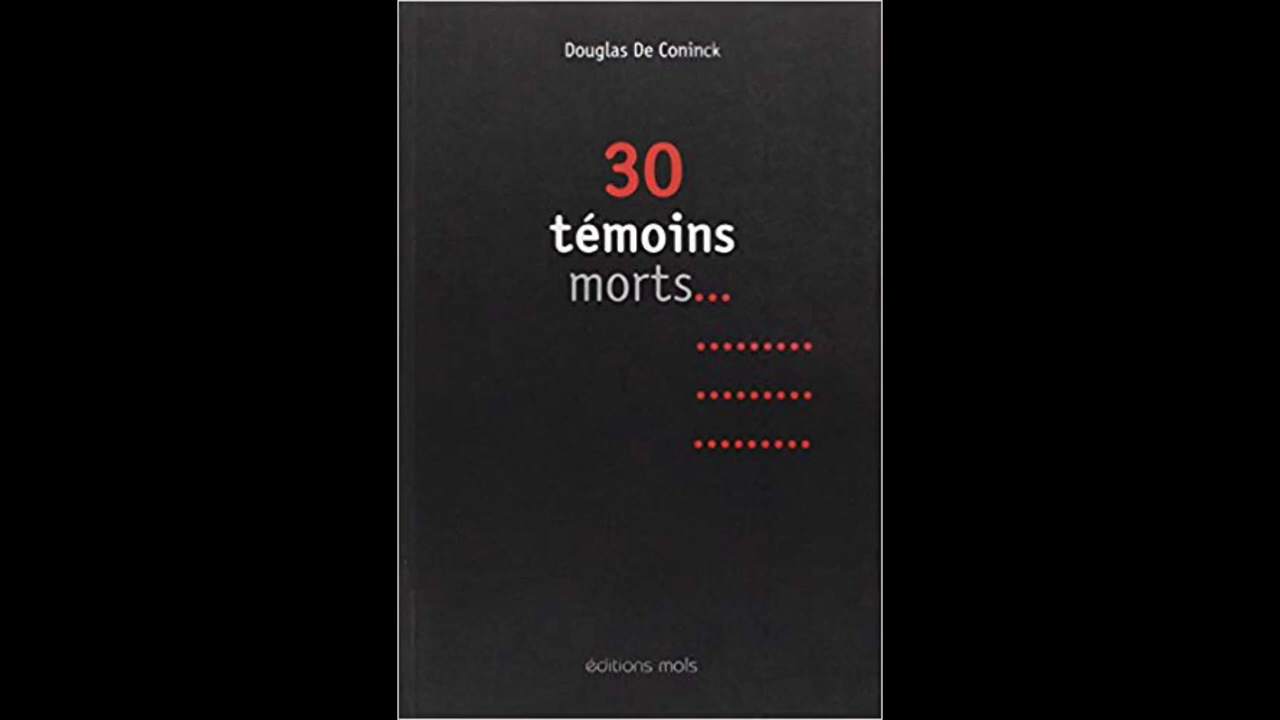 Douglas De Coninck
30
témoins
morts...
.........
.........
.........
éditions mols